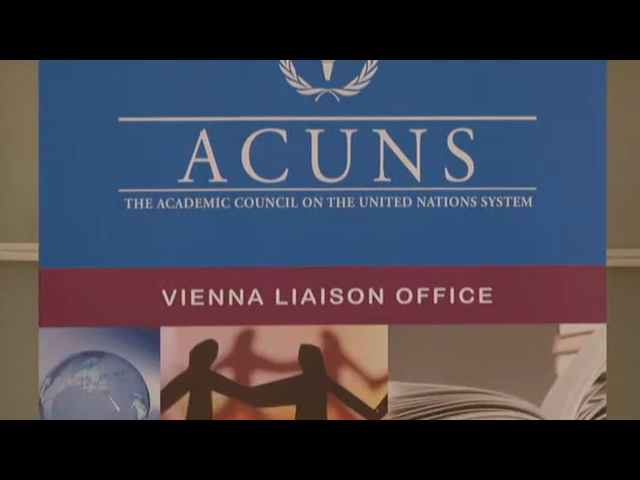 ACUNS
THE ACADEMIC COUNCIL ON THE UNITED NATIONS SYSTEM
VIENNA LIAISON OFFICE